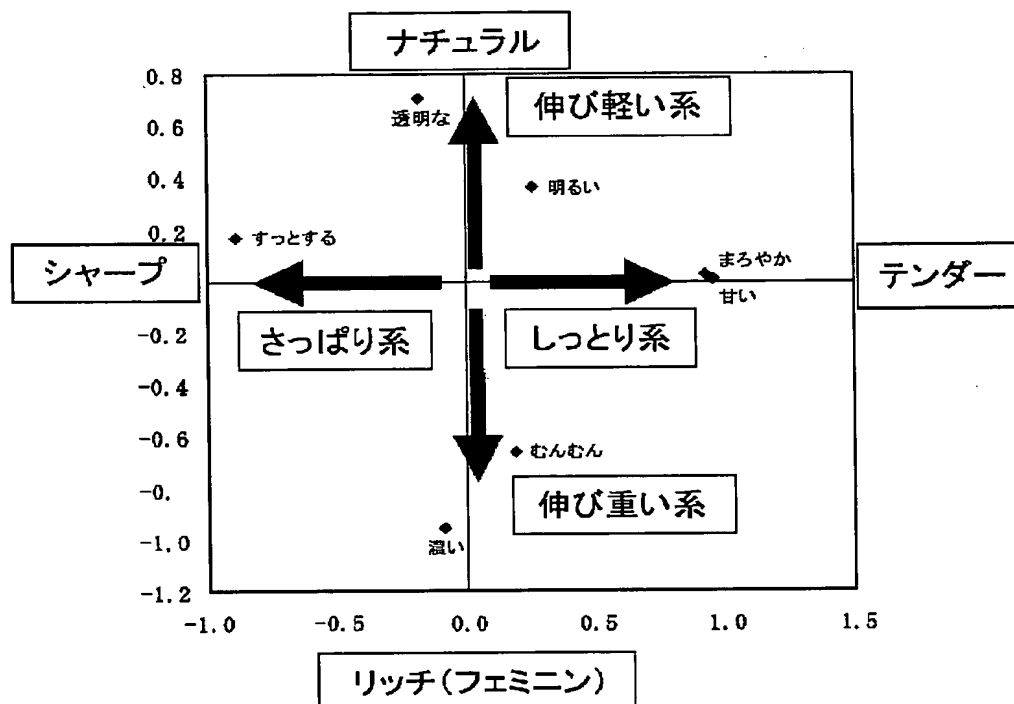 ナチュラル
0.8
伸び軽い系
透明な
0.6
0.4
明るい
0.2
すっとする
シャープ
まろやか
テンダー
甘い
さっぱり系
しっとり系
-0.2
-0.4
-0.6
むんむん
-0.
伸び重い系
-1.0
濃い
-1.2
-1.0 -0.5 0.0 0.5 1.0 1.5
リッチ(フェミニン)